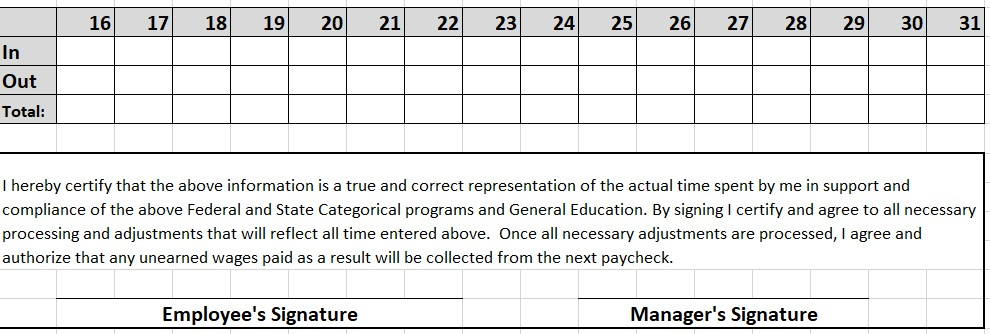 16 17 18 19 20 21 22 23 24 25 26 27 28 29 30 31
In
Out
Total:
I hereby certify that the above information is a true and correct representation of the actual time spent by me in support and
compliance of the above Federal and State Categorical programs and General Education. By signing I certify and agree to all necessary
processing and adjustments that will reflect all time entered above.  Once all necessary adjustments are processed, I agree and
authorize that any unearned wages paid as a result will be collected from the next paycheck.
Employee's Signature Manager's Signature